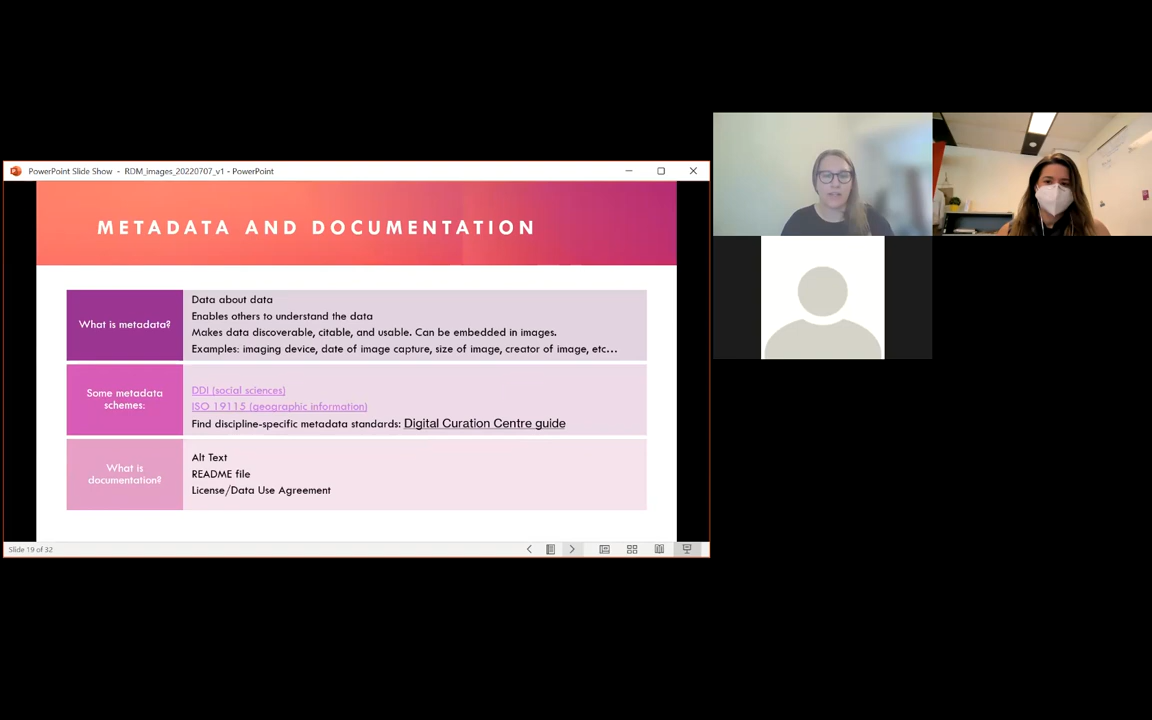 PowerPoint Slide Show - RDM_images_20220707_v1 - PowerPoint
METADATA AND DOCUMENTATION
What is metadata?
Data about data
Enables others to understand the data
Makes data discoverable, citable, and usable. Can be embedded in images.
Examples: imaging device, date of image capture, size of image, creator of image, etc...
Some metadata
schemes:
DDI (social sciences)
ISO 19115 (geographic information)
Find discipline-specific metadata standards: Digital Curation Centre guide
What is
documentation?
Alt Text
README file
License/Data Use Agreement
Slide 19 of 32